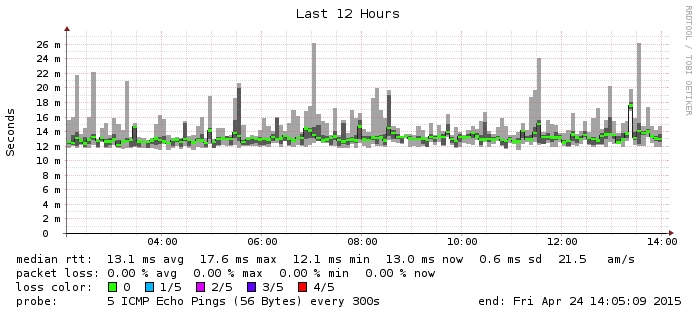 Last 12 Hours
RRDTOOL / TOBI OETIKER
Seconds
26 m
24 m
22 m
20 m
18 m
16 m
14 m
12 m
10 m
8 m
6 m
4 m
2 m
0
04:00 06:00 08:00 10:00 12:00 14:00
median rtt: 13.1 ms avg 17.6 ms max 12.1 ms min 13.0 ms now 0.6 ms sd 21.5 am/s
packet loss: 0.00 % avg 0.00 % max 0.00 % min 0.00 % now
loss color: 0 1/5 2/5 3/5 4/5
probe: 5 ICMP Echo Pings (56 Bytes) every 300s end: Fri Apr 24 14:05:09 2015